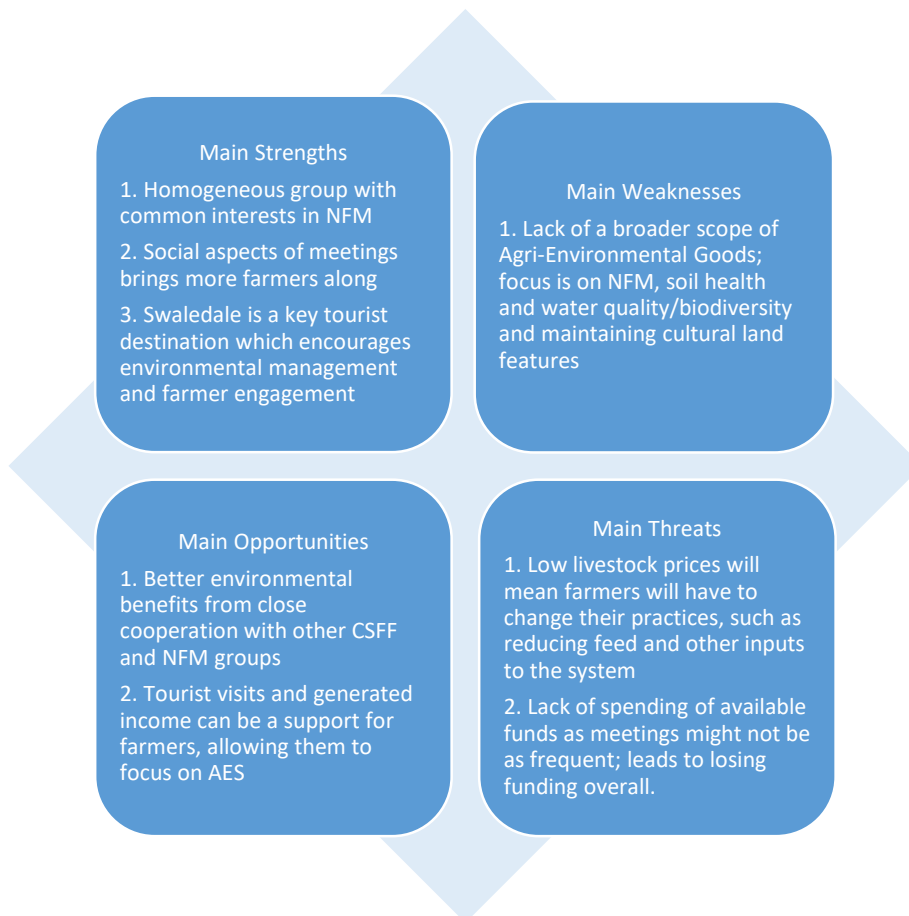 Main Strengths
1. Homogeneous group with
common interests in NFM
2. Social aspects of meetings
brings more farmers along
3. Swaledale is a key tourist
destination which encourages
environmental management
and farmer engagement
Main Weaknesses
1. Lack of a broader scope of
Agri-Environmental Goods;
focus is on NFM, soil health
and water quality/biodiversity
and maintaining cultural land
features
Main Opportunities
1. Better environmental
benefits from close
cooperation with other CSFF
and NFM groups
2. Tourist visits and generated
income can be a support for
farmers, allowing them to
focus on AES
Main Threats
1. Low livestock prices will
mean farmers will have to
change their practices, such as
reducing feed and other inputs
to the system
2. Lack of spending of available
funds as meetings might not be
as frequent; leads to losing
funding overall.